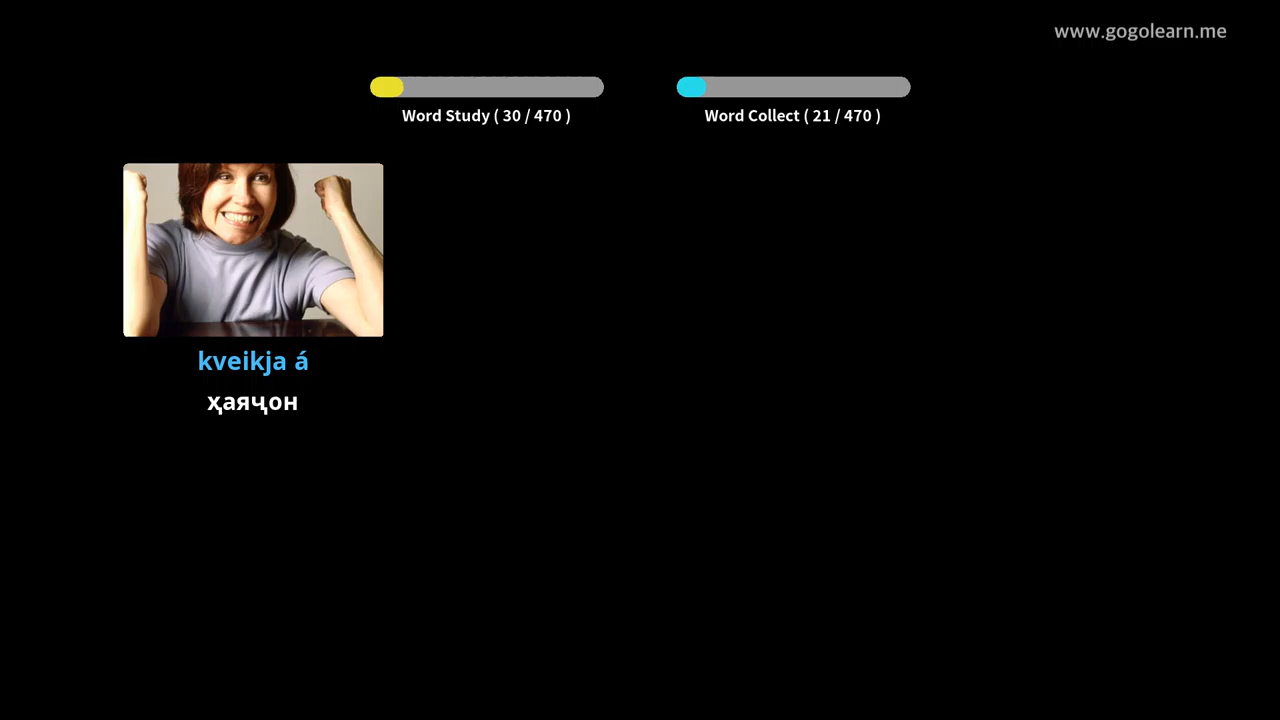 www.gogolearn.me
Word Study ( 30 / 470 )
Word Collect ( 21 / 470 )
kveikja á
ҳаяҷон